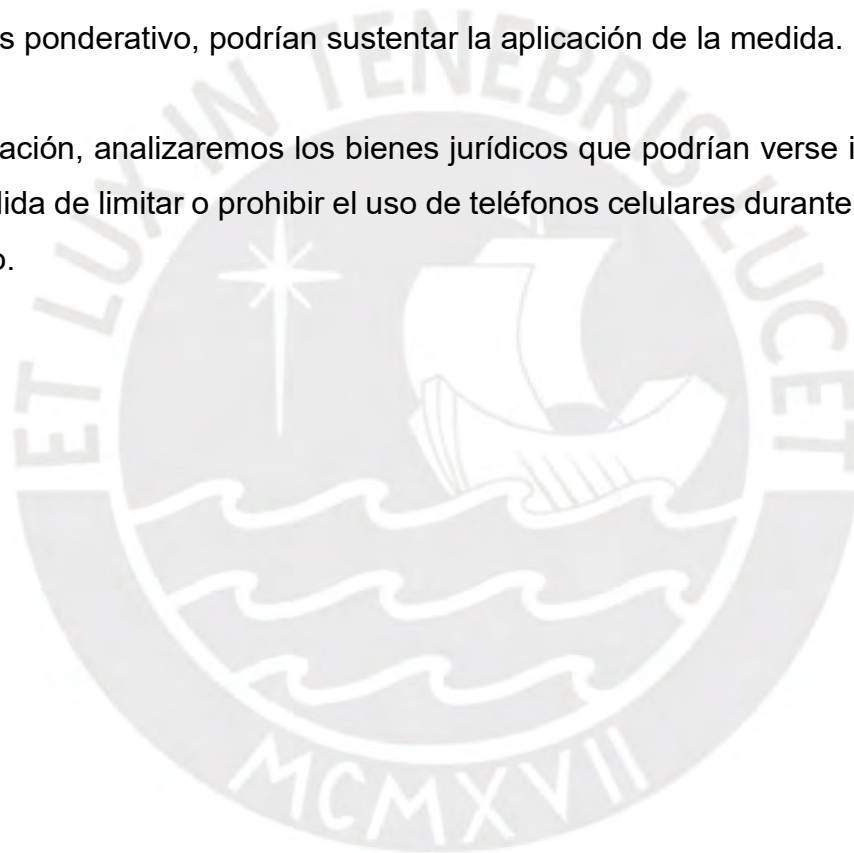 s ponderativo, podrían sustentar la aplicación de la medida.
ación, analizaremos los bienes jurídicos que podrían verse i
lida de limitar o prohibir el uso de teléfonos celulares durante
o.
ET LUX IN TENEBRIS LUCET
MCMXVII